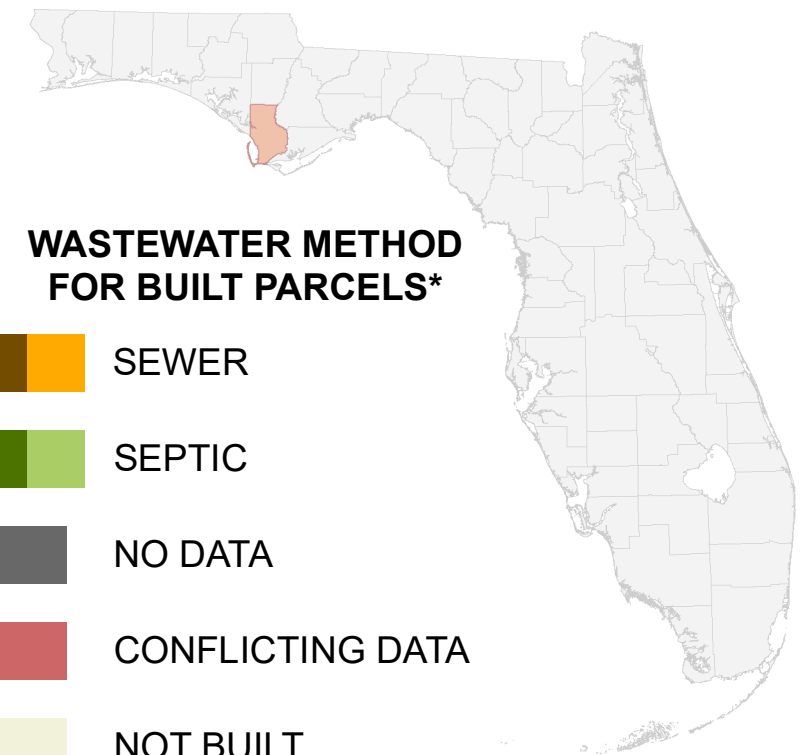 WASTEWATER METHOD
FOR BUILT PARCELS*
SEWER
SEPTIC
NO DATA
CONFLICTING DATA
NOT BUILT